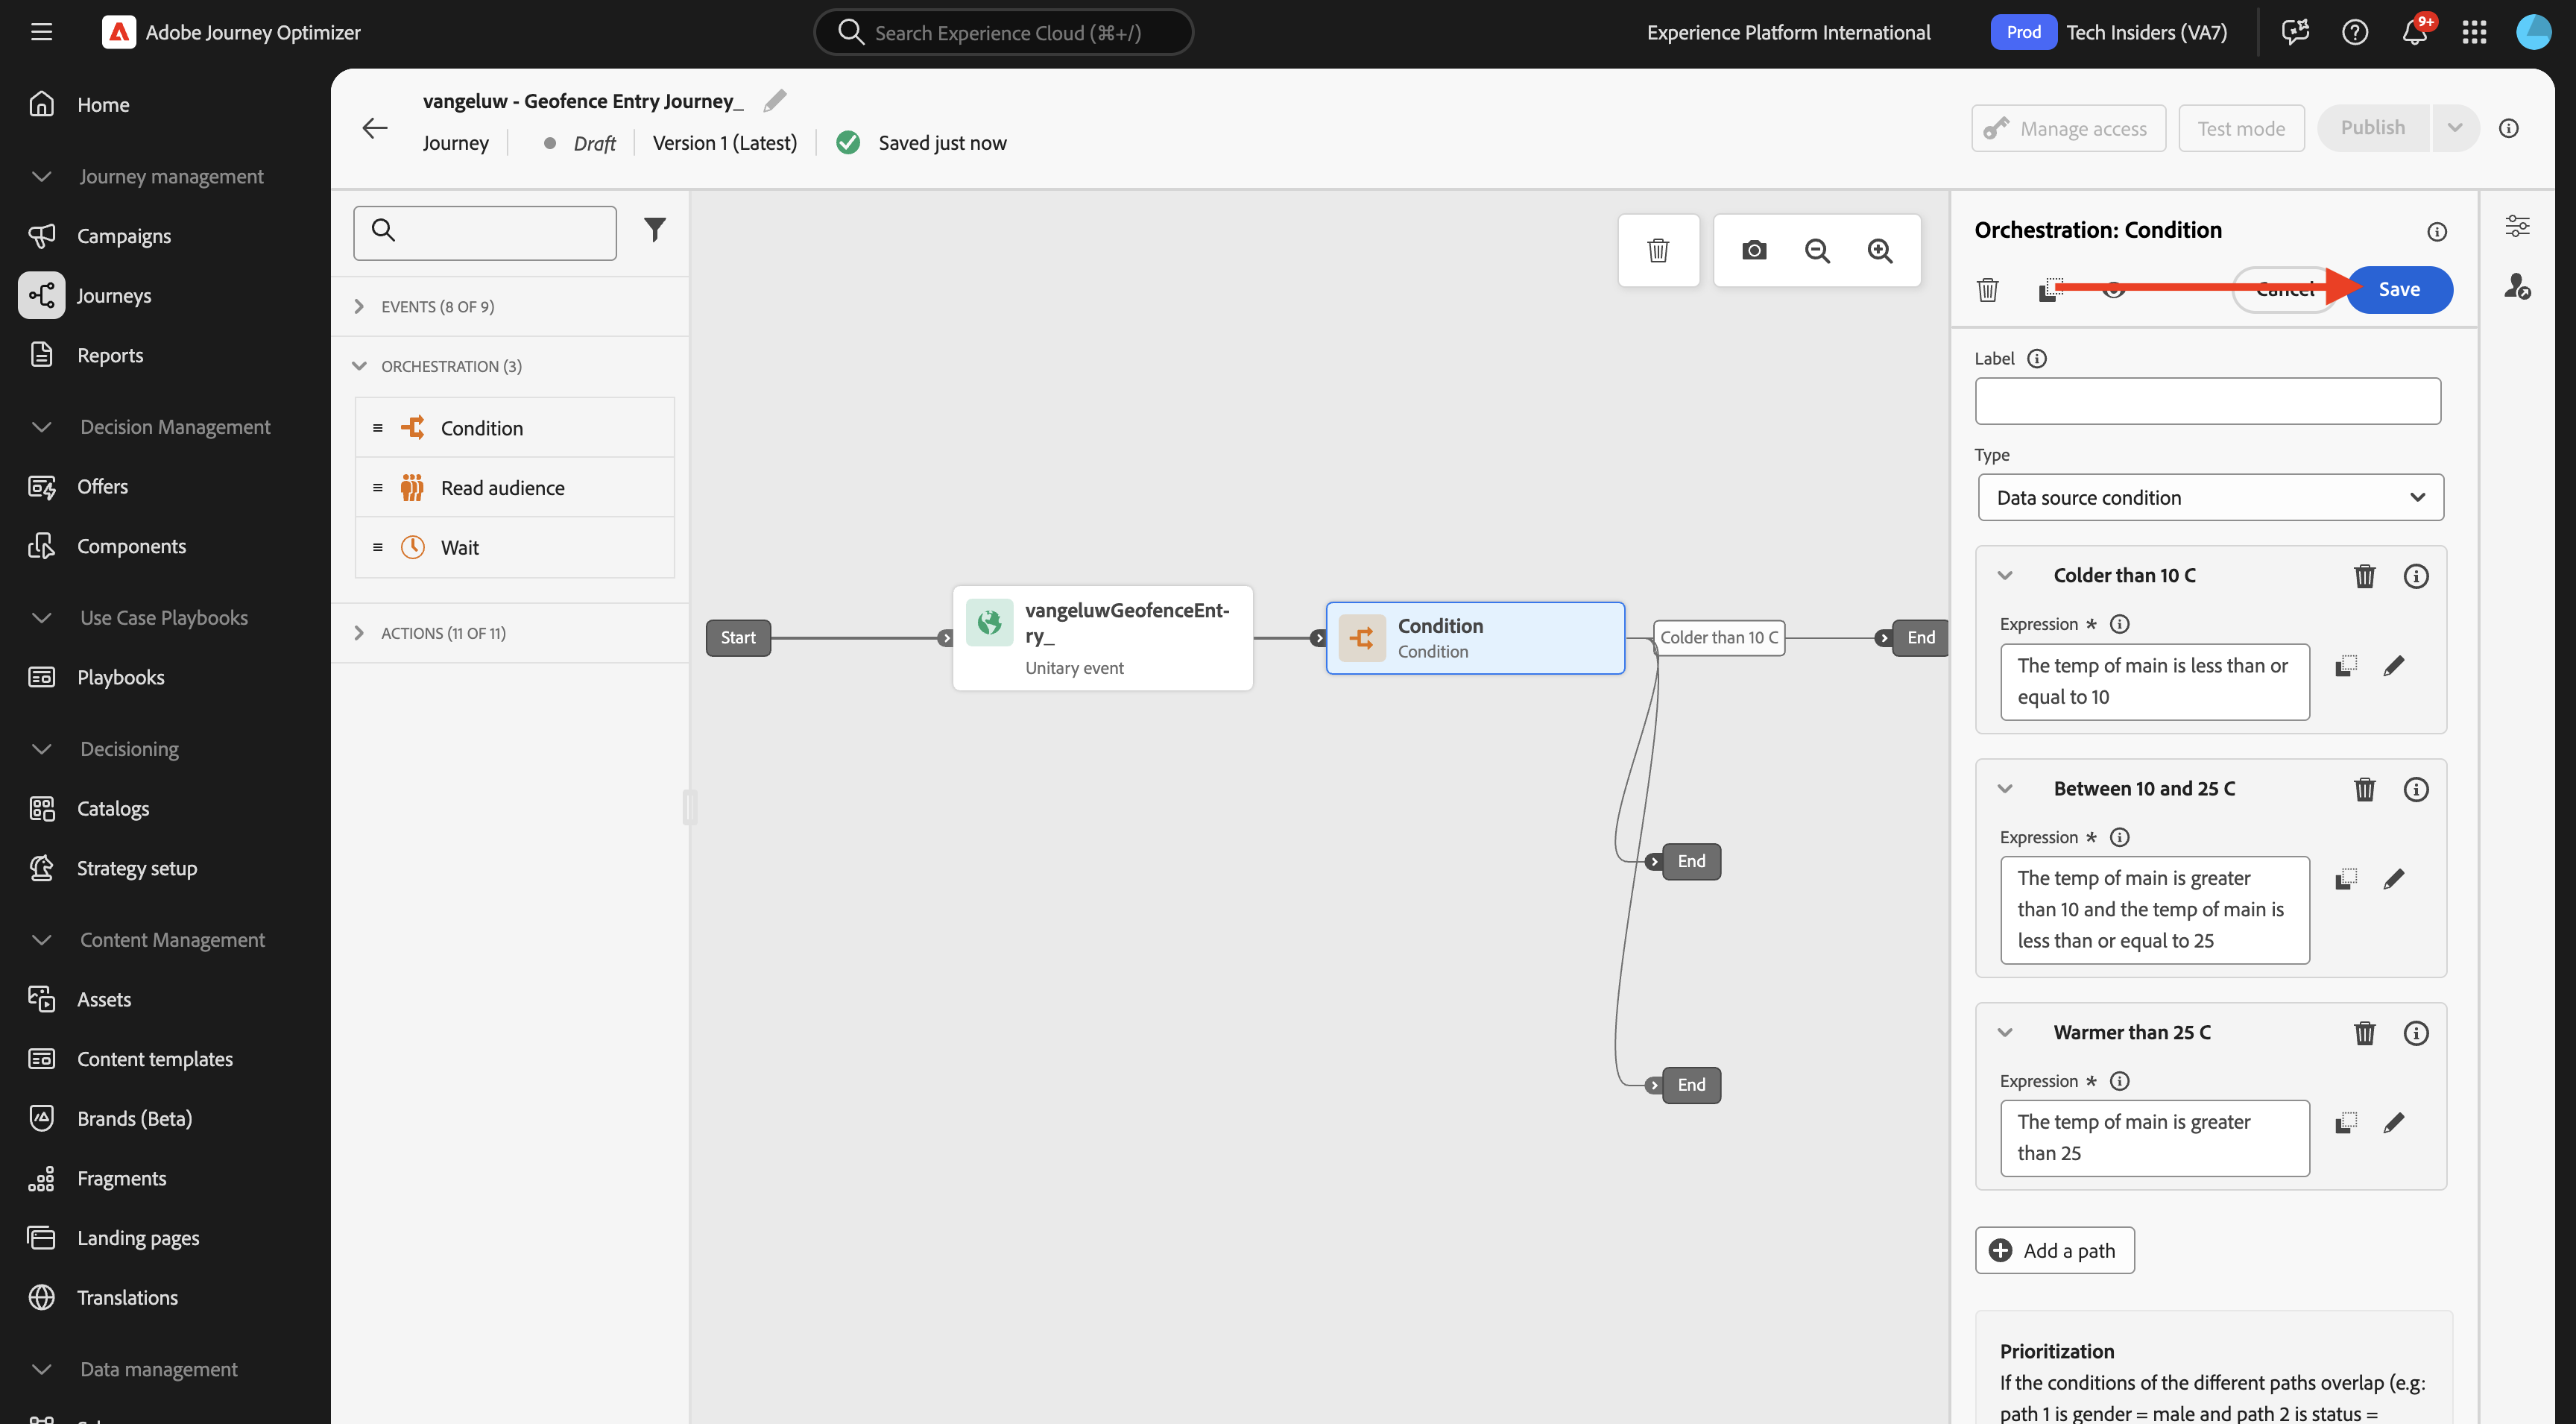 Adobe Journey Optimizer
Search Experience Cloud (⌘+/)
Experience Platform International
Prod
Tech Insiders (VA7)
9+
Home
Journey management
Campaigns
Journeys
Reports
Decision Management
Offers
Components
Use Case Playbooks
Playbooks
Decisioning
Catalogs
Strategy setup
Content Management
Assets
Content templates
Brands (Beta)
Fragments
Landing pages
Translations
Data management
vangeluw - Geofence Entry Journey_
Journey
Draft
Version 1 (Latest)
Saved just now
Manage access
Test mode
Publish
EVENTS (8 OF 9)
ORCHESTRATION (3)
Condition
Read audience
Wait
ACTIONS (11 OF 11)
Start
vangeluwGeofenceEnt-
ry_
Unitary event
Condition
Condition
Colder than 10 C
End
End
End
Orchestration: Condition
Cancel
Save
Label
Type
Data source condition
Colder than 10 C
Expression *
The temp of main is less than or
equal to 10
Between 10 and 25 C
Expression *
The temp of main is greater
than 10 and the temp of main is
less than or equal to 25
Warmer than 25 C
Expression *
The temp of main is greater
than 25
Add a path
Prioritization
If the conditions of the different paths overlap (e.g:
path 1 is gender = male and path 2 is status =